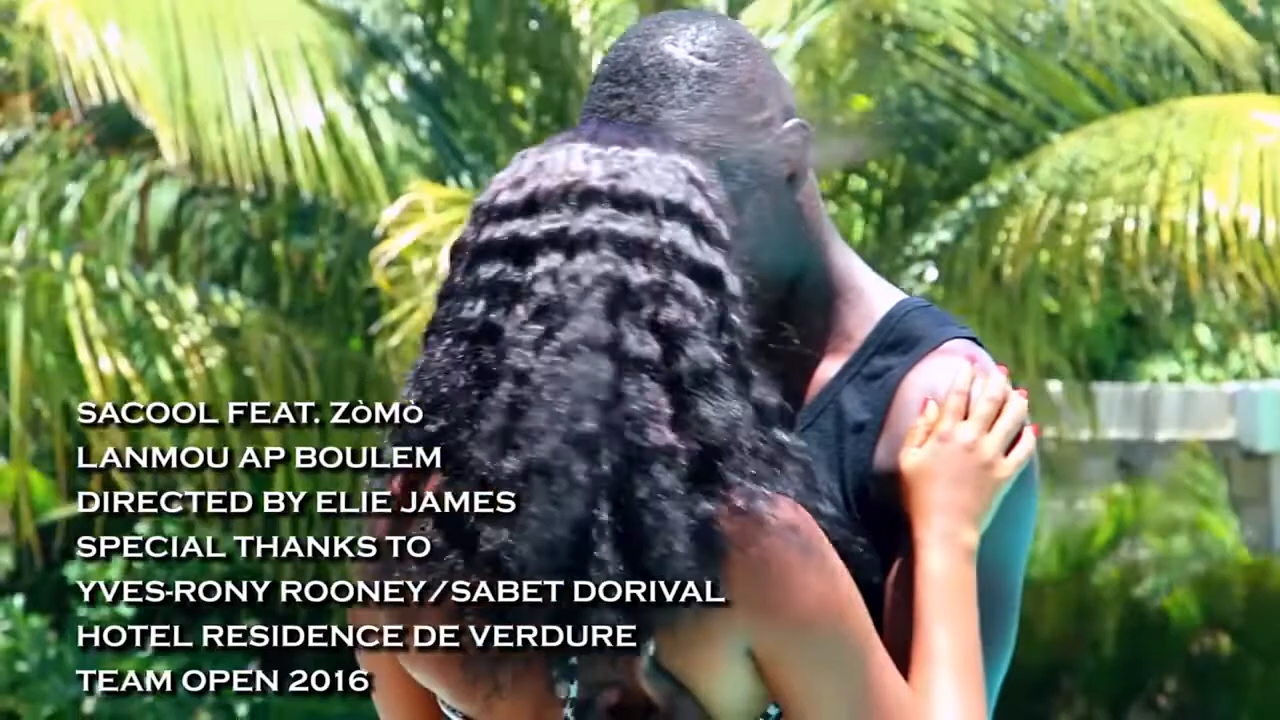 SACOOL FEAT. ZòMò
LANMOU AP BOULEM
DIRECTED BY ELIE JAMES
SPECIAL THANKS TO
YVES-RONY ROONEY/SABET DORIVAL
HOTEL RESIDENCE DE VERDURE
TEAM OPEN 2016